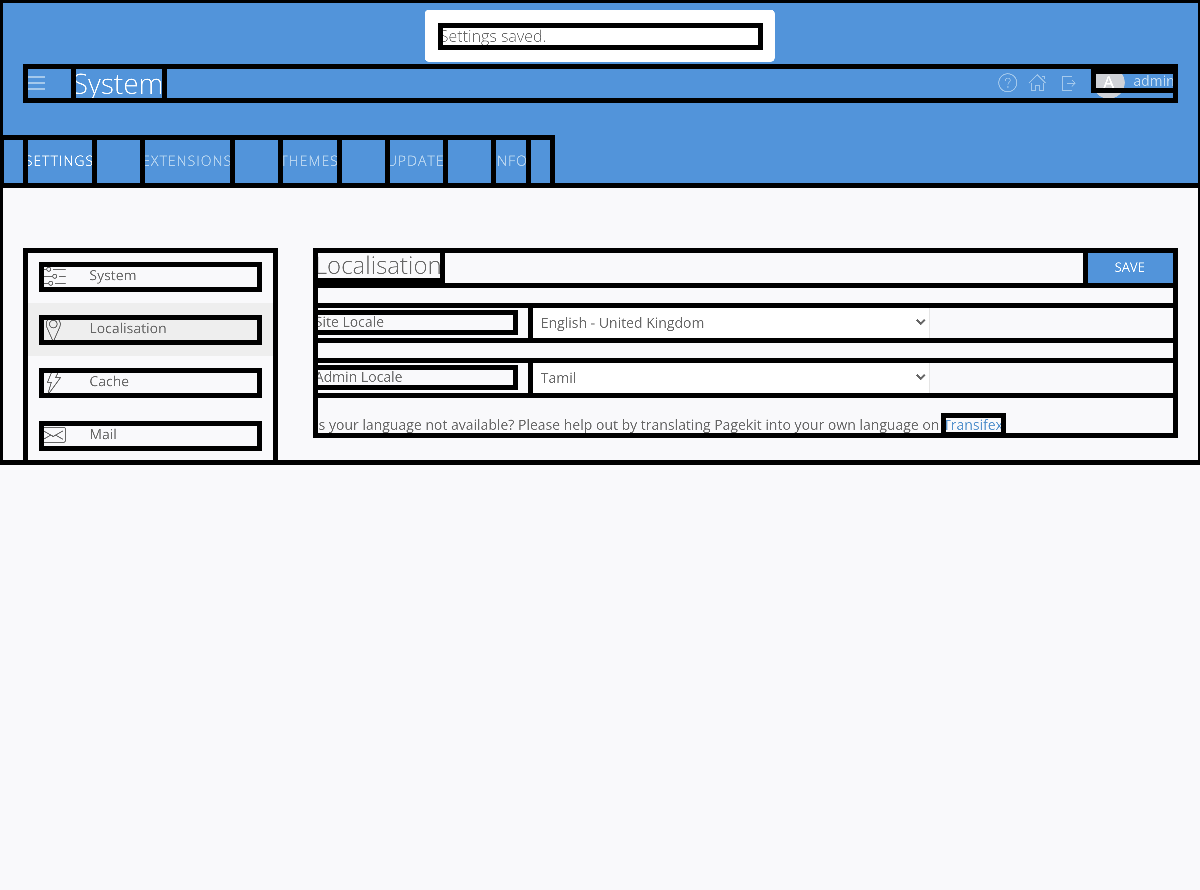 Settings saved.
System
A admin
SETTINGS EXTENSIONS THEMES UPDATE INFO
System
Localisation
Cache
Mail
Localisation
SAVE
Site Locale
English - United Kingdom
Admin Locale
Tamil
Is your language not available? Please help out by translating Pagekit into your own language on Transifex